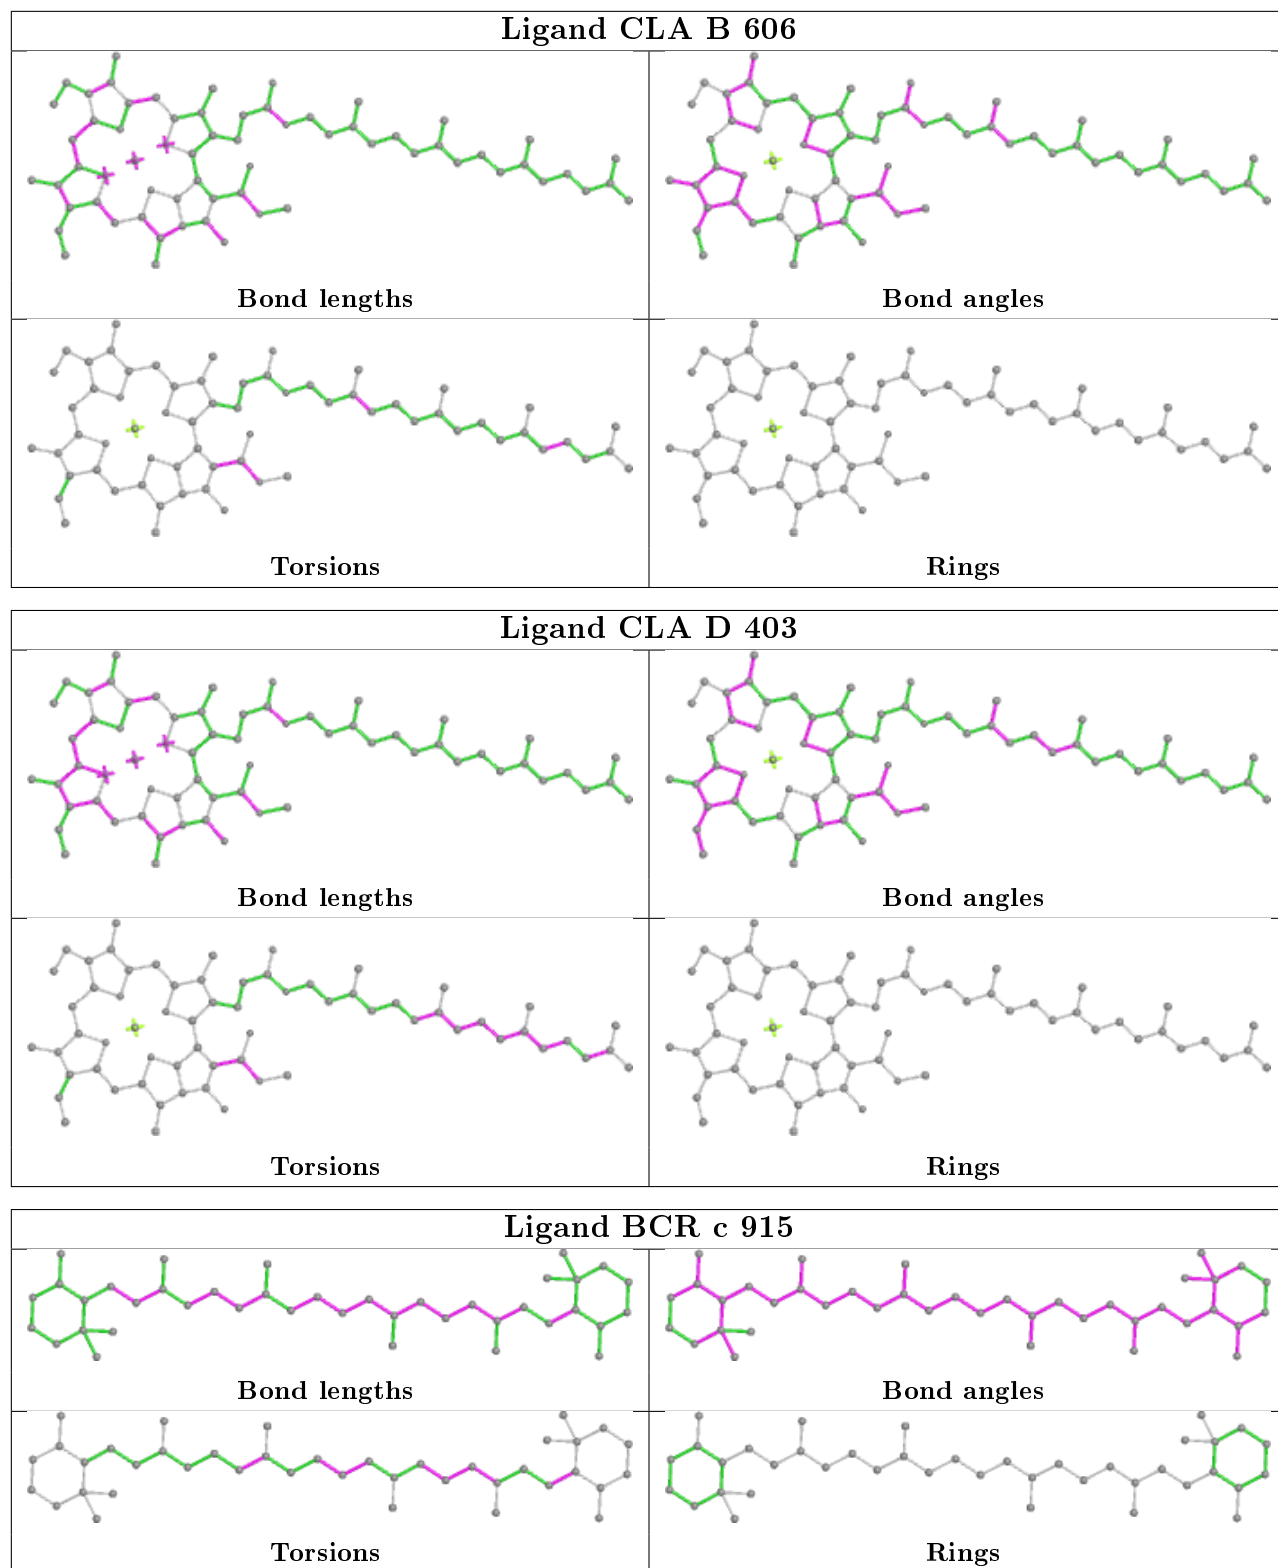 Ligand CLA B 606
Bond lengths
Bond angles
Torsions
Rings
Ligand CLA D 403
Bond lengths
Bond angles
Torsions
Rings
Ligand BCR c 915
Bond lengths
Bond angles
Torsions
Rings